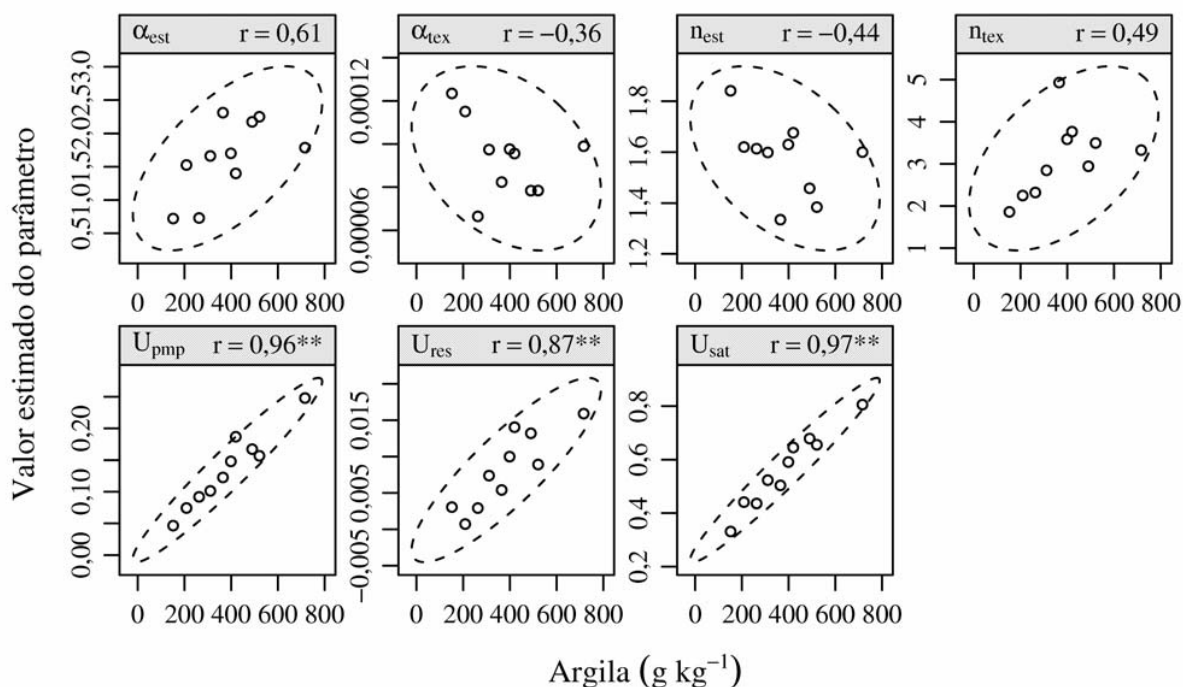 α_est r = 0,61
α_tex r = −0,36
n_est r = −0,44
n_tex r = 0,49
0,51,01,52,02,53,0
0,00006 0,00012
1,2 1,4 1,6 1,8
1 2 3 4 5
0 200 400 600 800
0 200 400 600 800
0 200 400 600 800
0 200 400 600 800
Valor estimado do parâmetro
U_pmp r = 0,96**
U_res r = 0,87**
U_sat r = 0,97**
0,00 0,10 0,20
−0,005 0,005 0,015
0,2 0,4 0,6 0,8
0 200 400 600 800
0 200 400 600 800
0 200 400 600 800
Argila (g kg⁻¹)